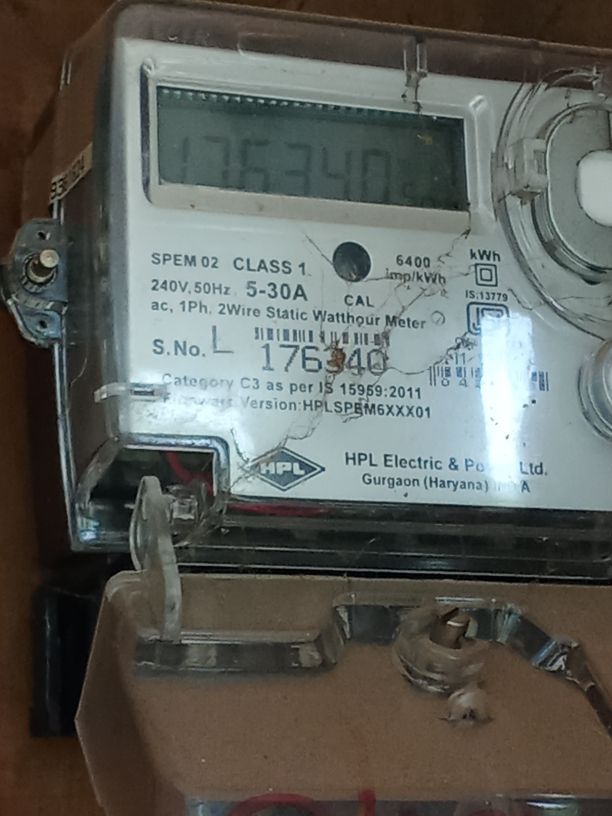 176340
SPEM 02 CLASS 1
6400
imp/kWh
kWh
240V,50Hz 5-30A
CAL
IS:13779
ac, 1Ph, 2Wire Static Watthour Meter
S.No. L 176340
Category C3 as per IS 15959:2011
Version:HPLSPEM6XXX01
HPL
HPL Electric & Ltd.
Gurgaon (Haryana)